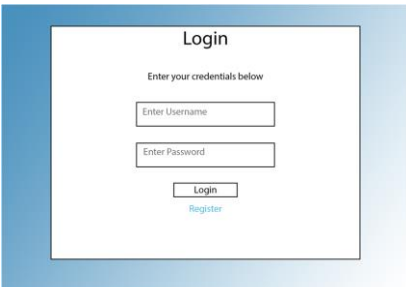 Login
Enter your credentials below
Enter Username
Enter Password
Login
Register